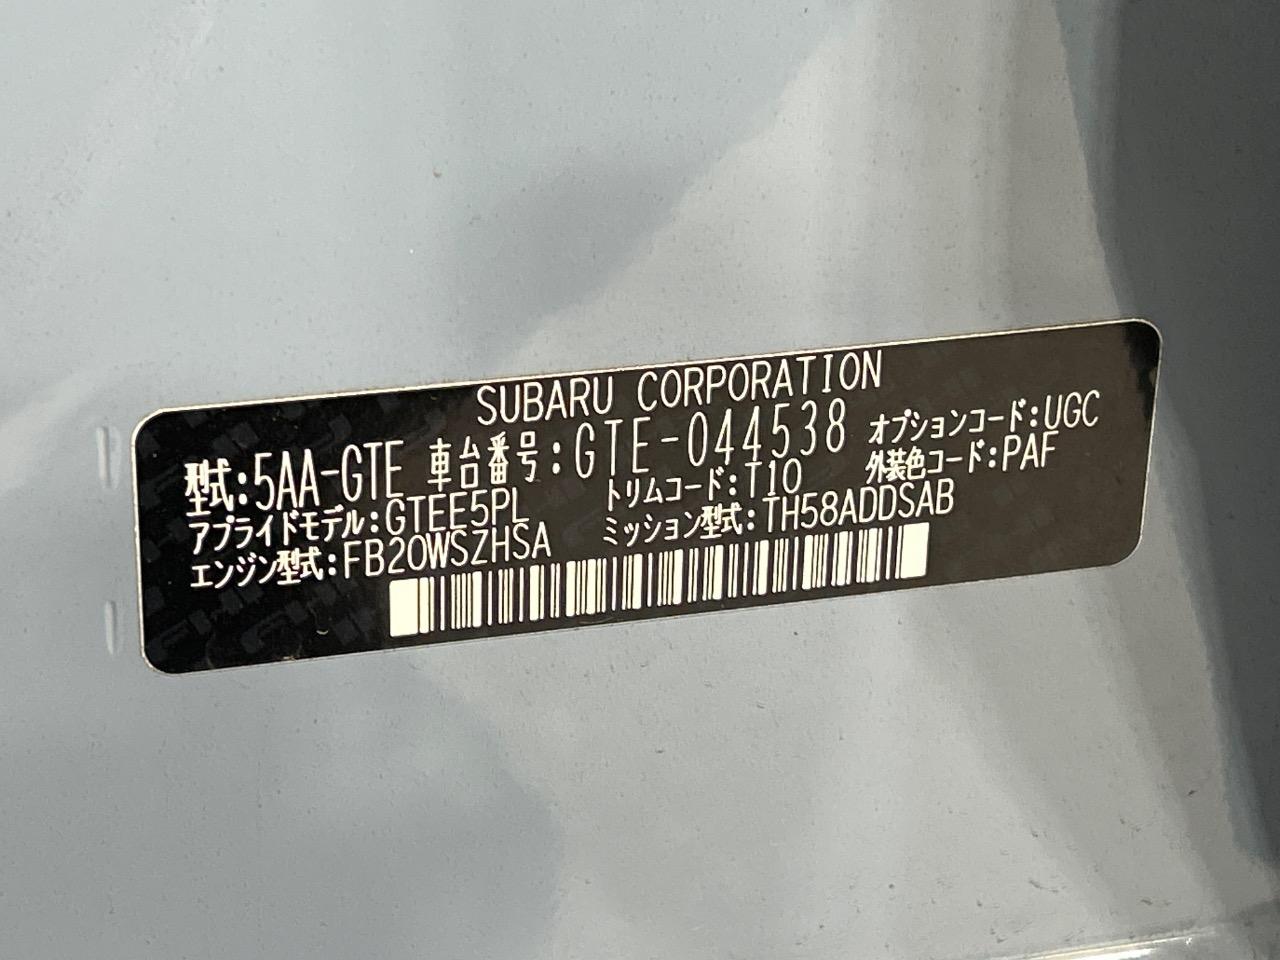 SUBARU CORPORATION
型式:5AA-GTE 車台番号:GTE-044538 オプションコード:UGC
アプライドモデル:GTEE5PL トリムコード:T10 外装色コード:PAF
エンジン型式:FB20WSZHSA ミッション型式:TH58ADDSAB